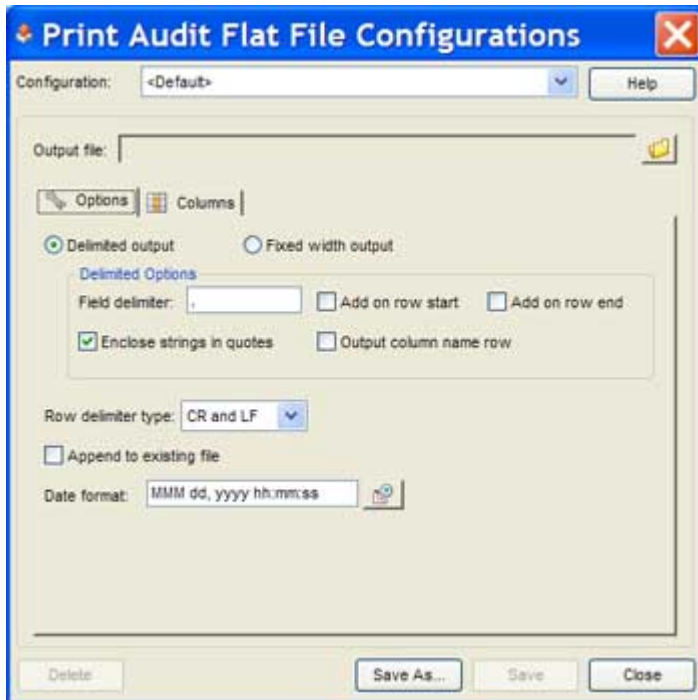 Print Audit Flat File Configurations
Configuration: <Default> Help
Output file:
Options Columns
Delimited output Fixed width output
Delimited Options
Field delimiter: , Add on row start Add on row end
Enclose strings in quotes Output column name row
Row delimiter type: CR and LF
Append to existing file
Date format: MMM dd, yyyy hh:mm:ss
Delete Save As... Save Close